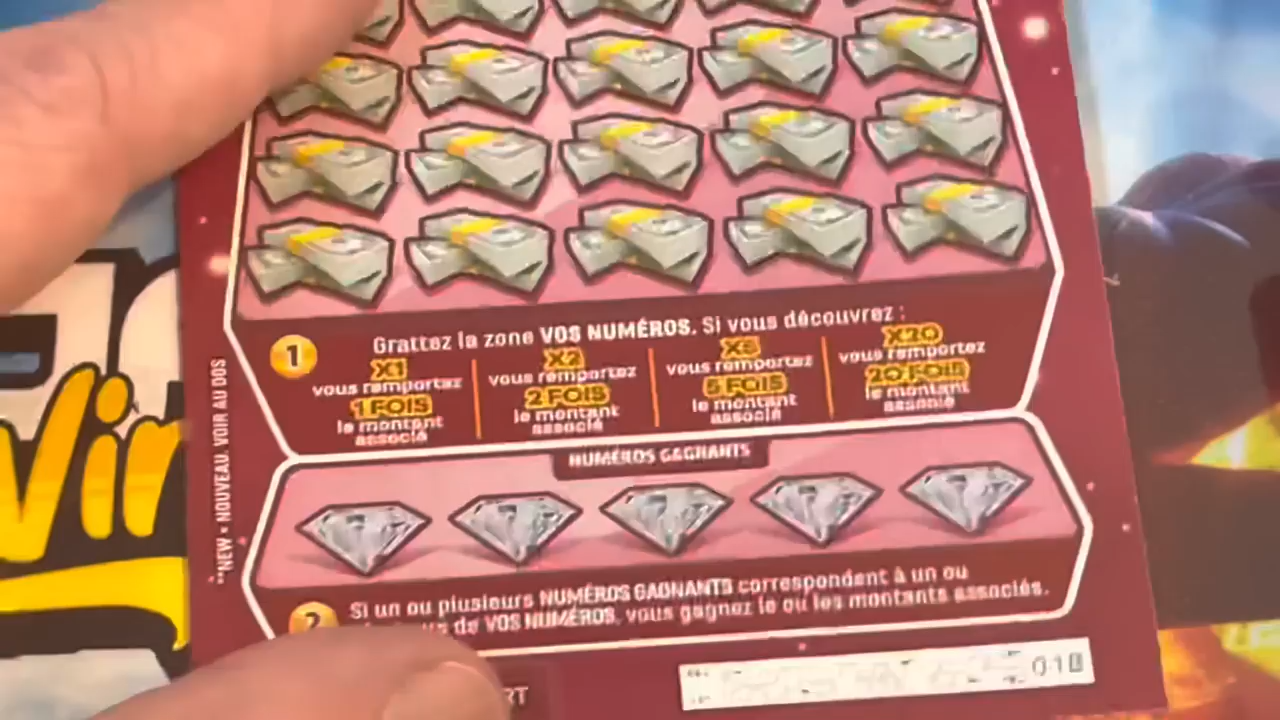 1
Grattez la zone VOS NUMÉROS. Si vous découvrez :
X1
vous remportez
1 FOIS
le montant
associé
X2
vous remportez
2 FOIS
le montant
associé
X5
vous remportez
5 FOIS
le montant
associé
X20
vous remportez
20 FOIS
le montant
associé
**NEW • NOUVEAU. VOIR AU DOS
NUMÉROS GAGNANTS
2
Si un ou plusieurs NUMÉROS GAGNANTS correspondent à un ou
de VOS NUMÉROS, vous gagnez le ou les montants associés.